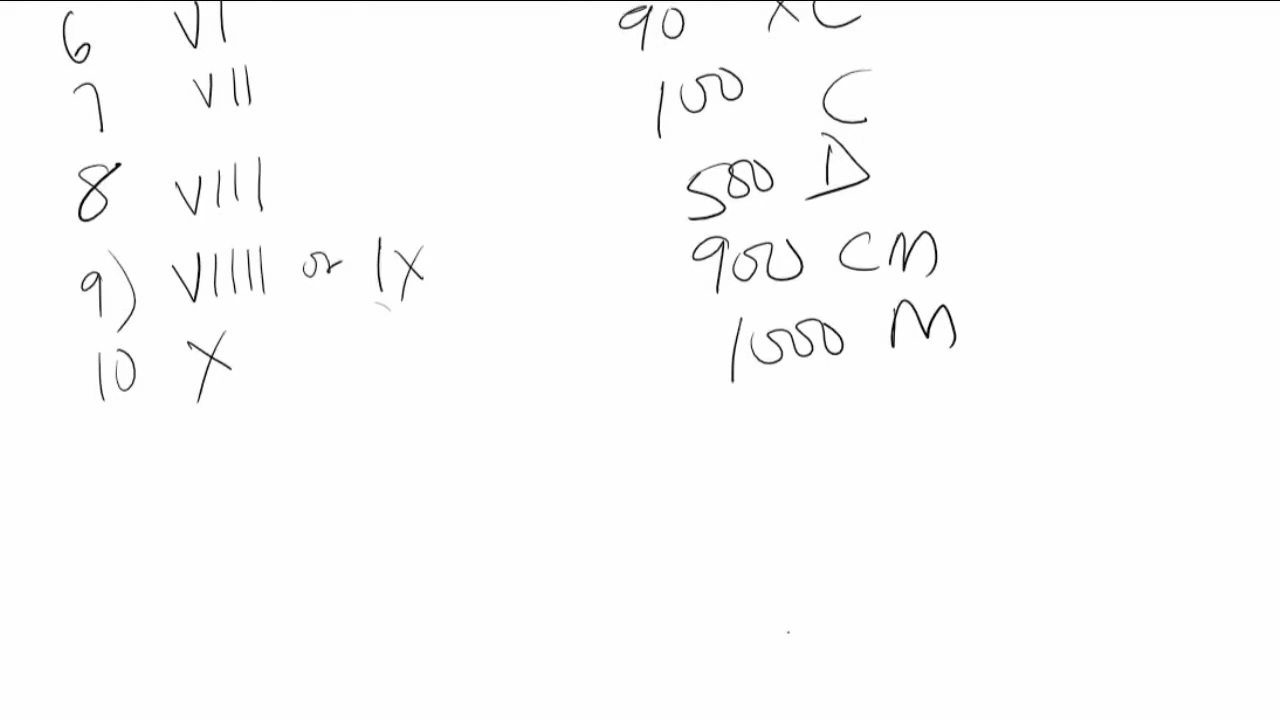 6 VI
7 VII
8 VIII
9) VIIII or IX
10 X
90 XC
100 C
500 D
900 CM
1000 M